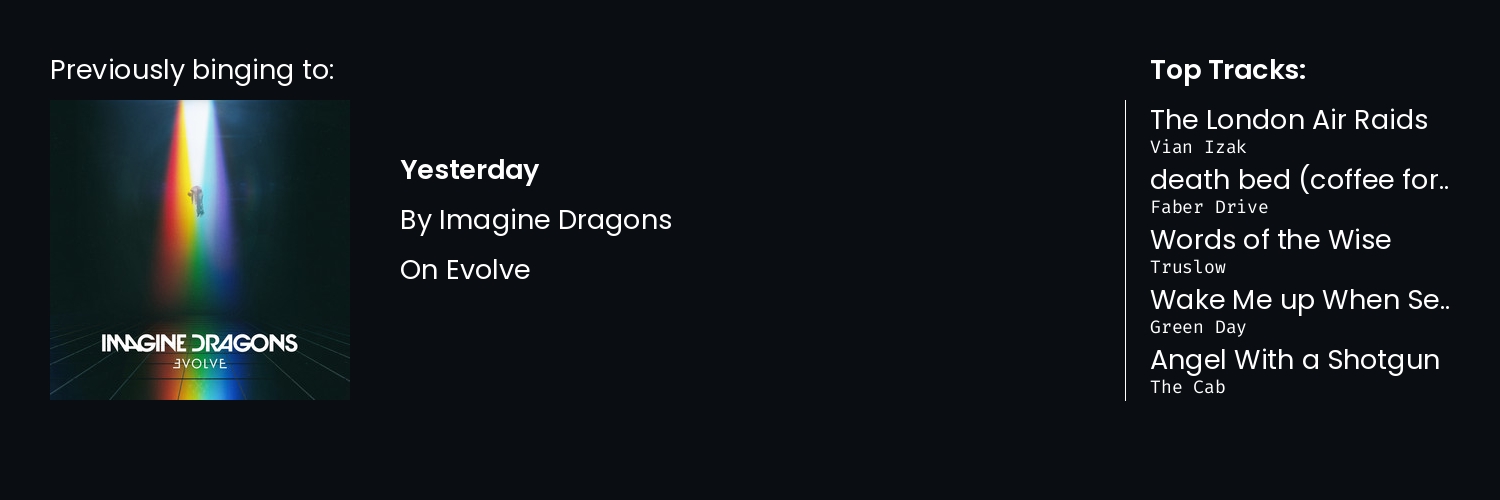 Previously binging to:
IMAGINE DRAGONS
EVOLVE
Yesterday
By Imagine Dragons
On Evolve
Top Tracks:
The London Air Raids
Vian Izak
death bed (coffee for..
Faber Drive
Words of the Wise
Truslow
Wake Me up When Se..
Green Day
Angel With a Shotgun
The Cab